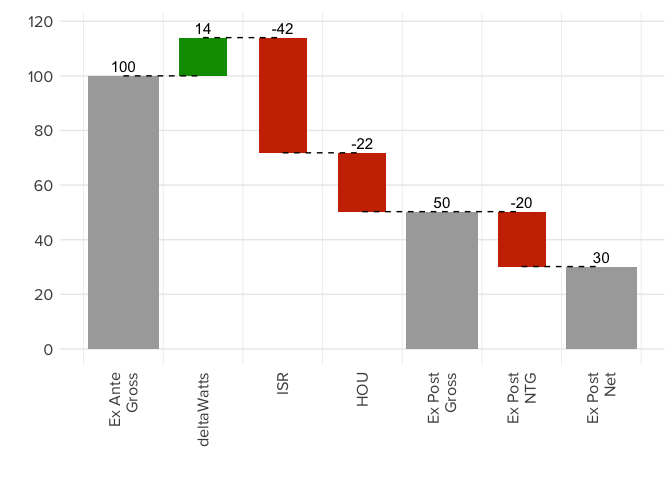 120
100
80
60
40
20
0
100
14
-42
-22
50
-20
30
Ex Ante
Gross
deltaWatts
ISR
HOU
Ex Post
Gross
Ex Post
NTG
Ex Post
Net